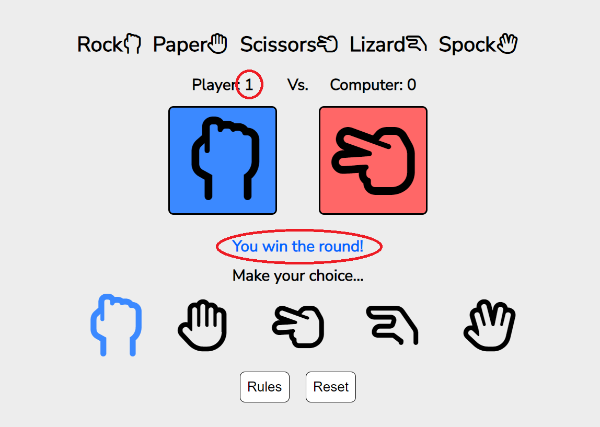 Rock Paper Scissors Lizard Spock
Player: 1 Vs. Computer: 0
You win the round!
Make your choice...
Rules Reset